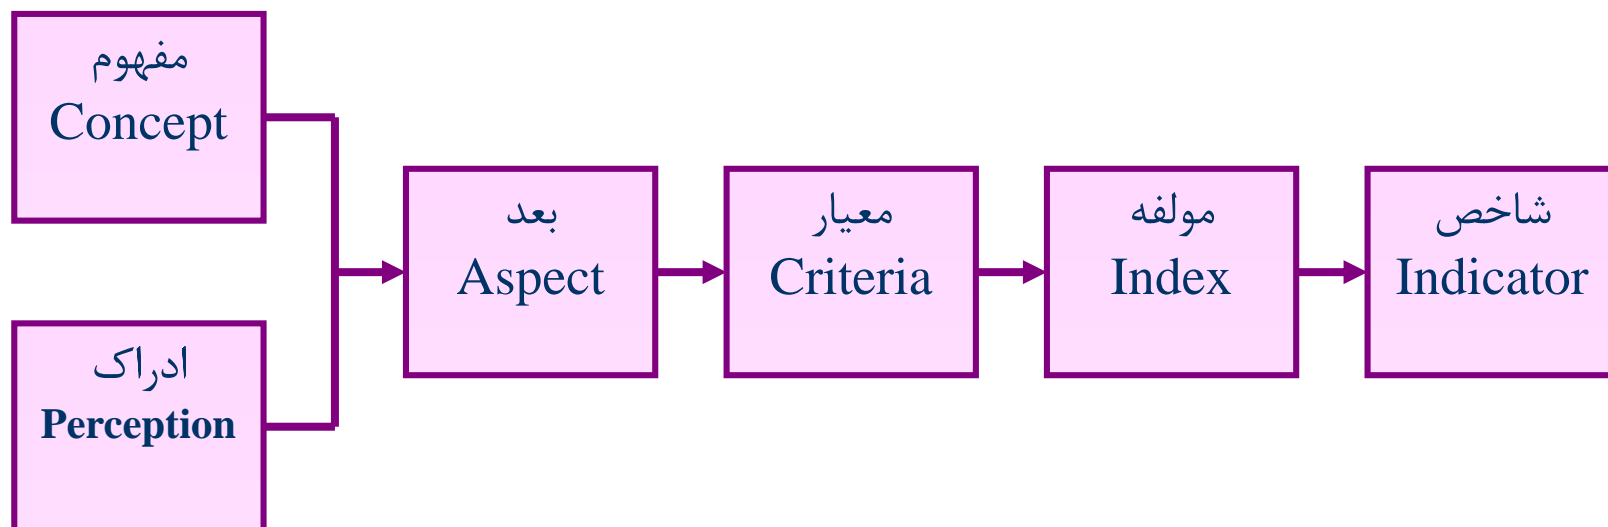 مفهوم
Concept
ادراک
Perception
بعد
Aspect
معیار
Criteria
مولفه
Index
شاخص
Indicator